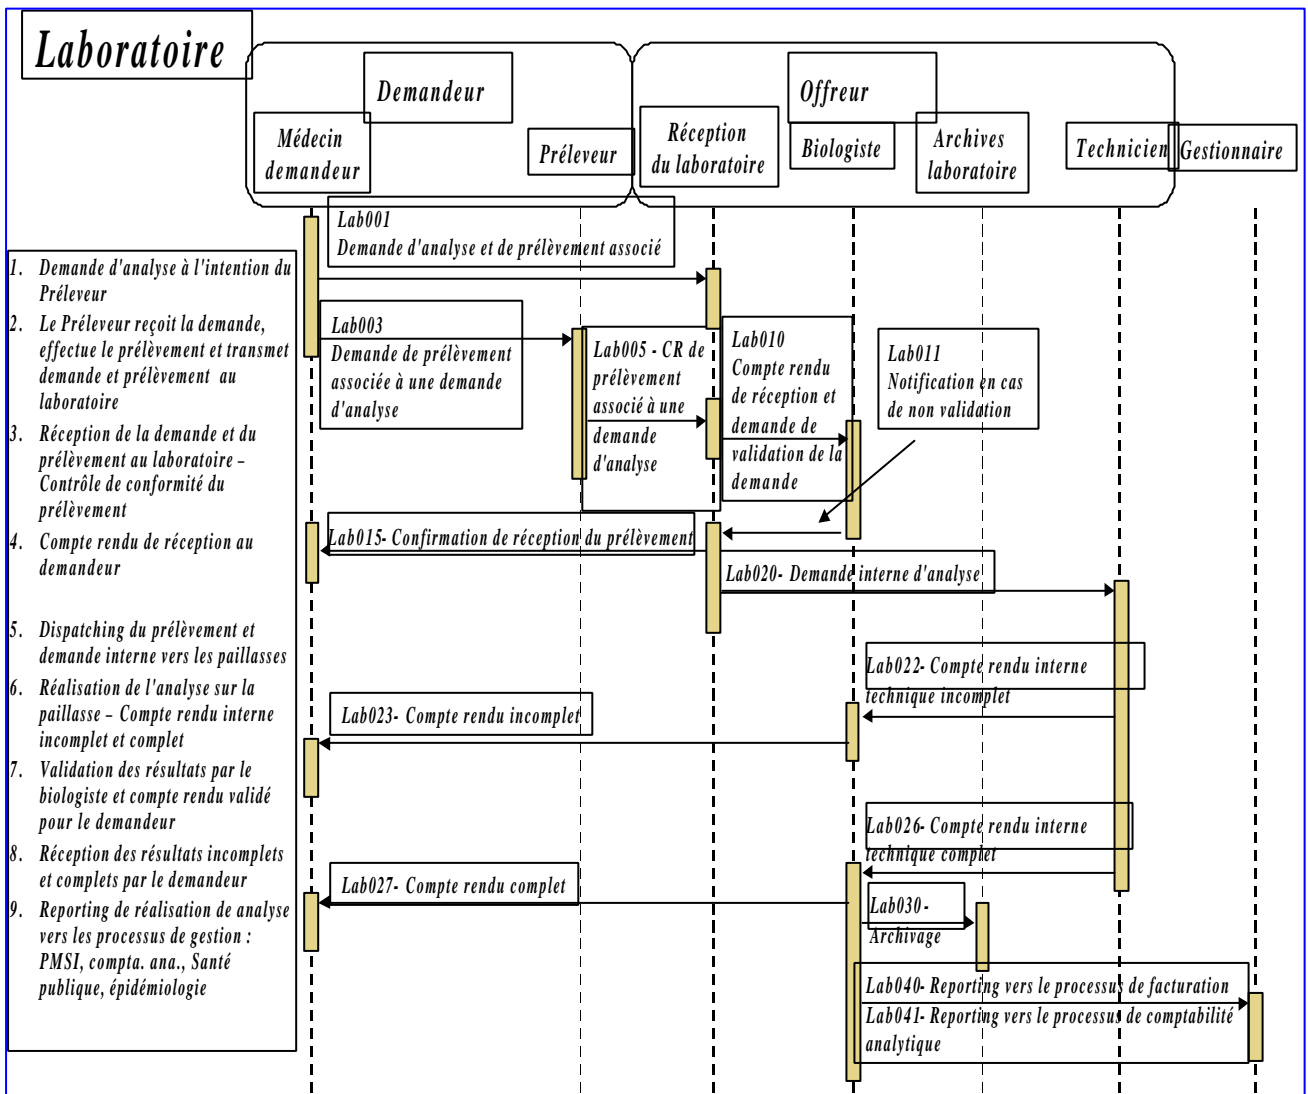 Laboratoire
Demandeur
Offreur
Médecin
demandeur
Préleveur
Réception
du laboratoire
Biologiste
Archives
laboratoire
Technicien
Gestionnaire
Lab001
Demande d'analyse et de prélèvement associé
1. Demande d'analyse à l'intention du
Préleveur
2. Le Préleveur reçoit la demande,
effectue le prélèvement et transmet
demande et prélèvement au
laboratoire
3. Réception de la demande et du
prélèvement au laboratoire –
Contrôle de conformité du
prélèvement
4. Compte rendu de réception au
demandeur
5. Dispatching du prélèvement et
demande interne vers les paillasses
6. Réalisation de l'analyse sur la
paillasse – Compte rendu interne
incomplet et complet
7. Validation des résultats par le
biologiste et compte rendu validé
pour le demandeur
8. Réception des résultats incomplets
et complets par le demandeur
9. Reporting de réalisation de analyse
vers les processus de gestion :
PMSI, compta. ana., Santé
publique, épidémiologie
Lab003
Demande de prélèvement
associée à une demande
d'analyse
Lab005 - CR de
prélèvement
associé à une
demande
d'analyse
Lab010
Compte rendu
de réception et
demande de
validation de la
demande
Lab011
Notification en cas
de non validation
Lab015- Confirmation de réception du prélèvement
Lab020- Demande interne d'analyse
Lab022- Compte rendu interne
technique incomplet
Lab023- Compte rendu incomplet
Lab026- Compte rendu interne
technique complet
Lab027- Compte rendu complet
Lab030-
Archivage
Lab040- Reporting vers le processus de facturation
Lab041- Reporting vers le processus de comptabilité
analytique